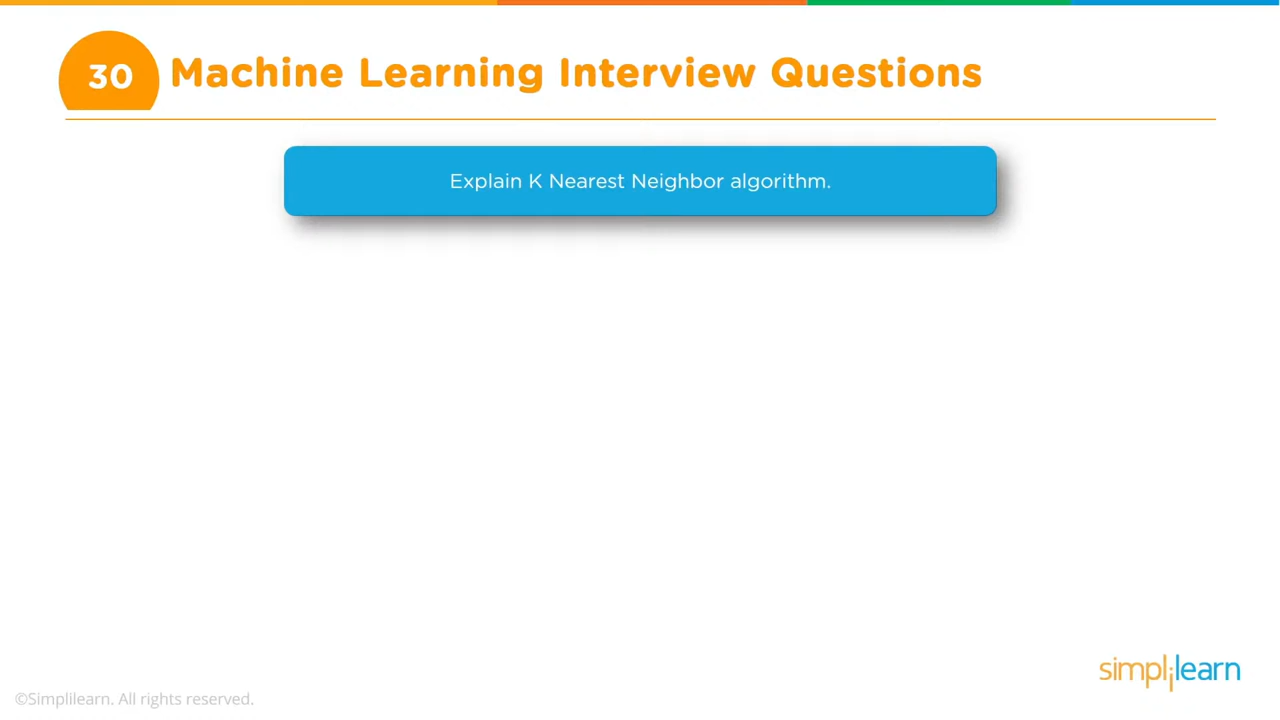 30 Machine Learning Interview Questions
Explain K Nearest Neighbor algorithm.
simplilearn
©Simplilearn. All rights reserved.